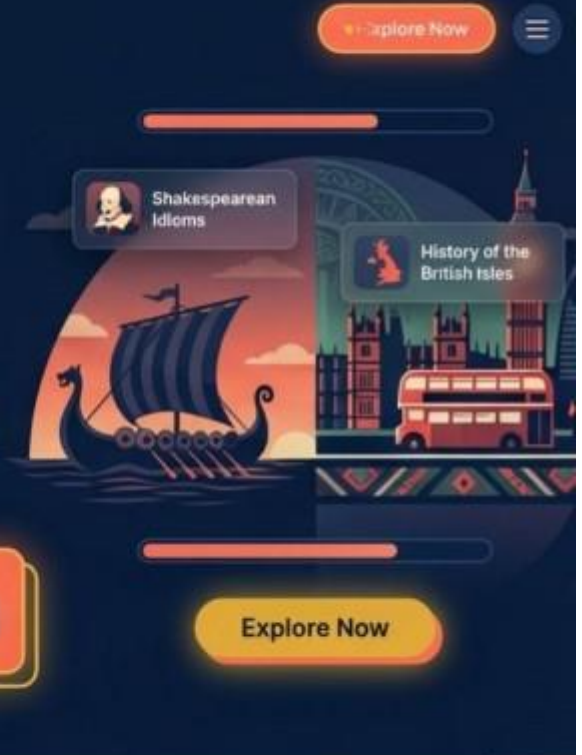 Explore Now
Shakespearean
Idioms
History of the
British Isles
Explore Now